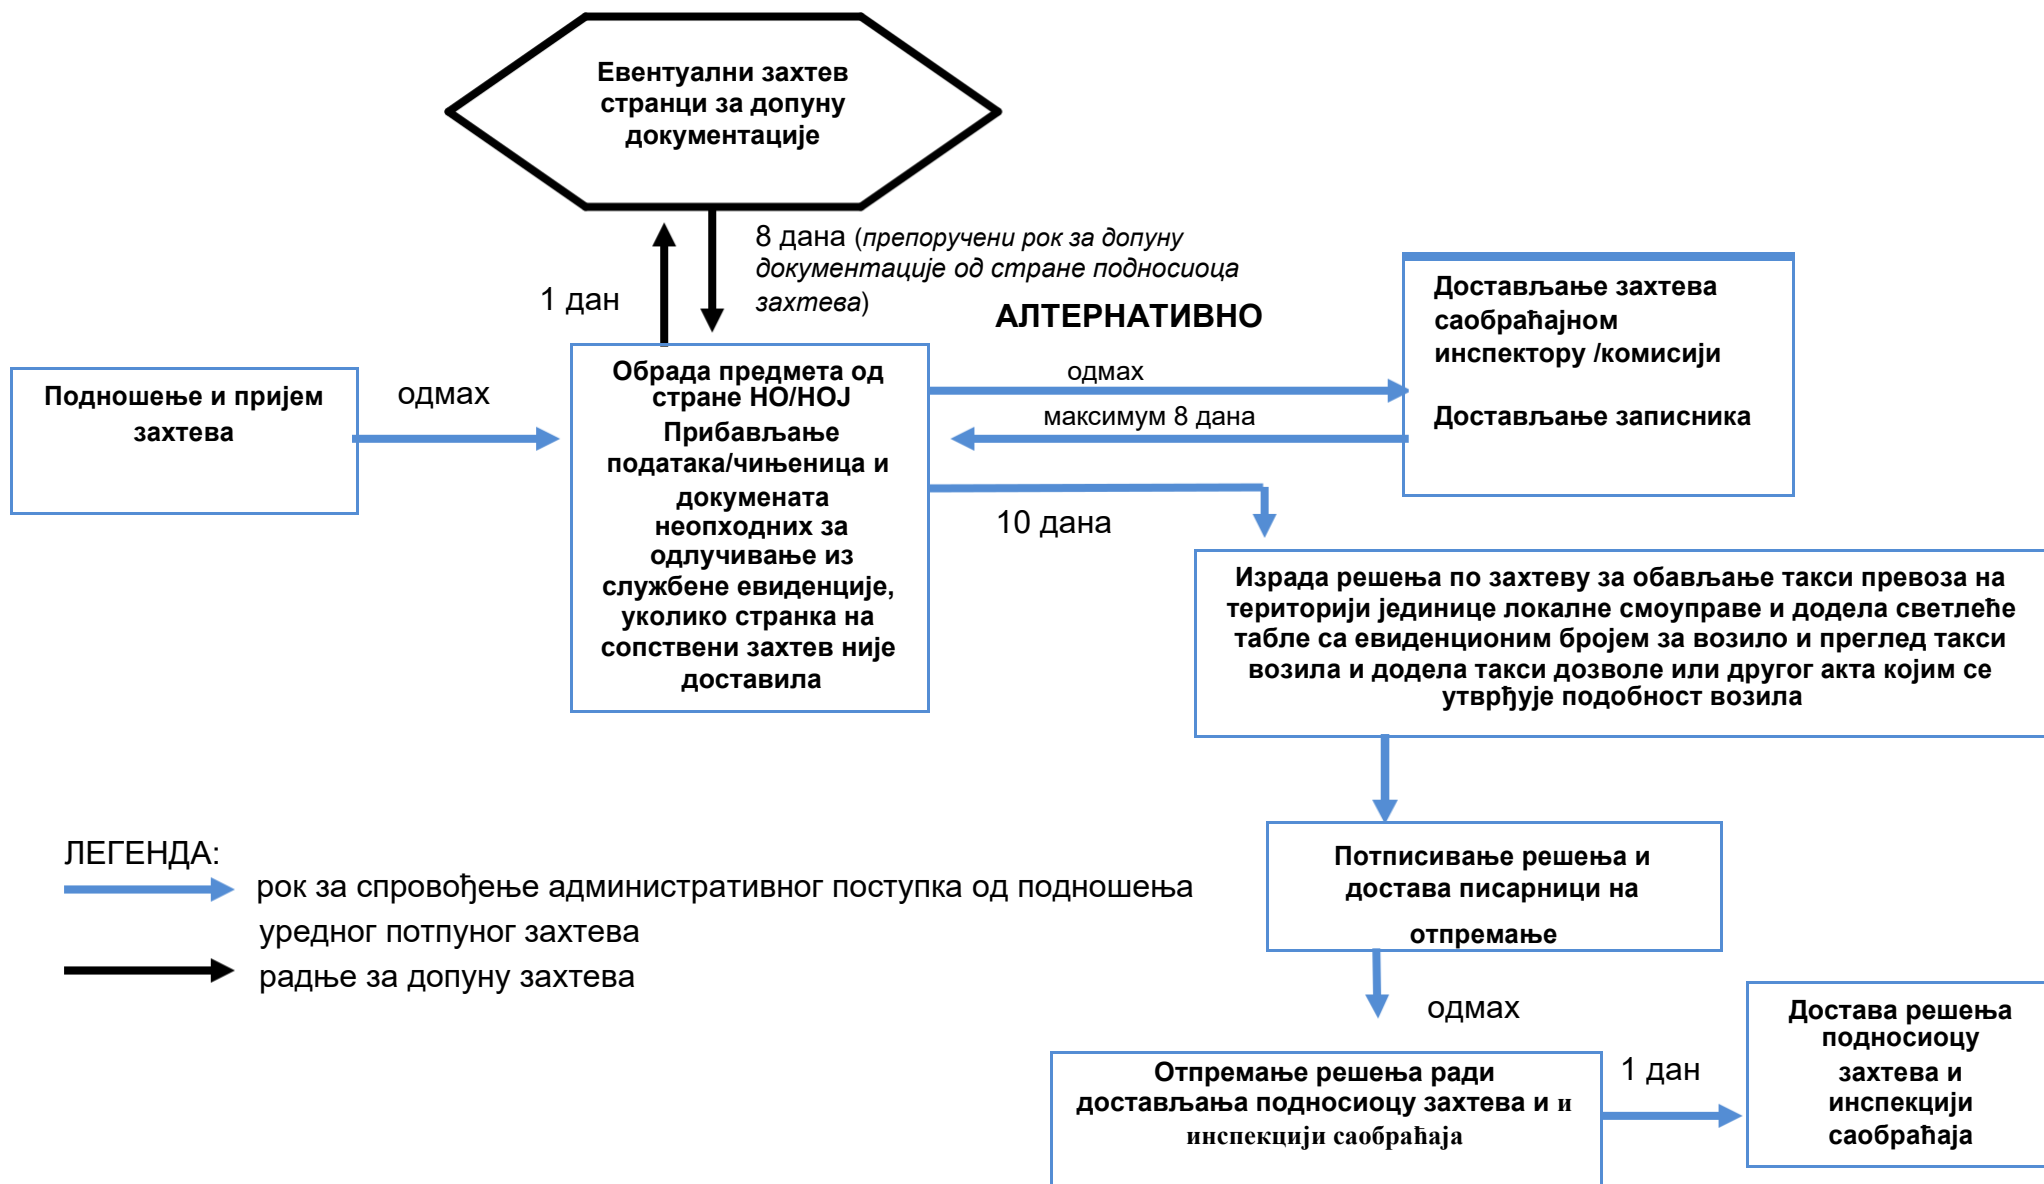 Евентуални захтев
странци за допуну
документације
8 дана (препоручени рок за допуну
документације од стране подносиоца
захтева)
1 дан
АЛТЕРНАТИВНО
Достављање захтева
саобраћајном
инспектору /комисији
Достављање записника
Подношење и пријем
захтева
одмах
Обрада предмета од
стране НО/НОЈ
Прибављање
података/чињеница и
докумената
неопходних за
одлучивање из
службене евиденције,
уколико странка на
сопствени захтев није
доставила
одмах
максимум 8 дана
10 дана
Израда решења по захтеву за обављање такси превоза на
територији јединице локалне смоуправе и додела светлеће
табле са евиденционим бројем за возило и преглед такси
возила и додела такси дозволе или другог акта којим се
утврђује подобност возила
Потписивање решења и
достава писарници на
отпремање
ЛЕГЕНДА:
рок за спровођење административног поступка од подношења
уредног потпуног захтева
радње за допуну захтева
одмах
Отпремање решења ради
достављања подносиоцу захтева и и
инспекцији саобраћаја
1 дан
Достава решења
подносиоцу
захтева и
инспекцији
саобраћаја